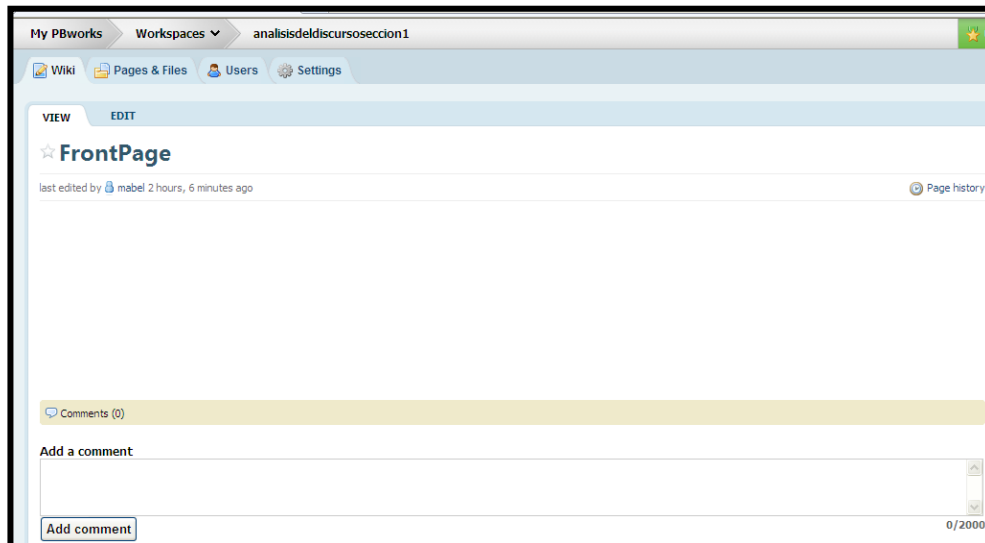 My PBworks Workspaces analisisdeldiscursoseccion1
Wiki Pages & Files Users Settings
VIEW EDIT
FrontPage
last edited by mabel 2 hours, 6 minutes ago Page history
Comments (0)
Add a comment
Add comment 0/2000